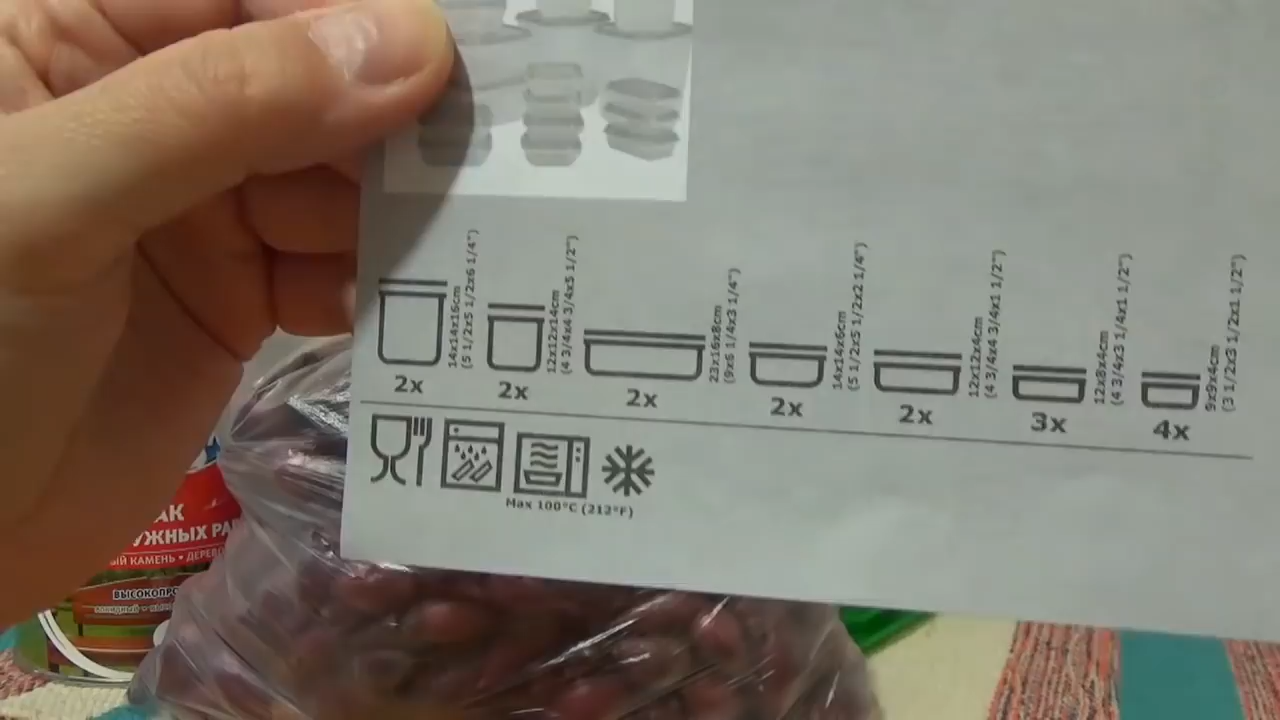 14x14x16cm
(5 1/2x5 1/2x6 1/4")
2x
12x12x14cm
(4 3/4x4 3/4x5 1/2")
2x
23x16x8cm
(9x6 1/4x3 1/4")
2x
14x14x6cm
(5 1/2x5 1/2x2 1/4")
2x
12x12x4cm
(4 3/4x4 3/4x1 1/2")
2x
12x8x4cm
(4 3/4x3 1/4x1 1/2")
3x
9x9x4cm
(3 1/2x3 1/2x1 1/2")
4x
Max 100°C (212°F)
АК
УЖНЫХ РА
ЫЙ КАМЕНЬ • ДЕРЕВ
ВЫСОКОПРО